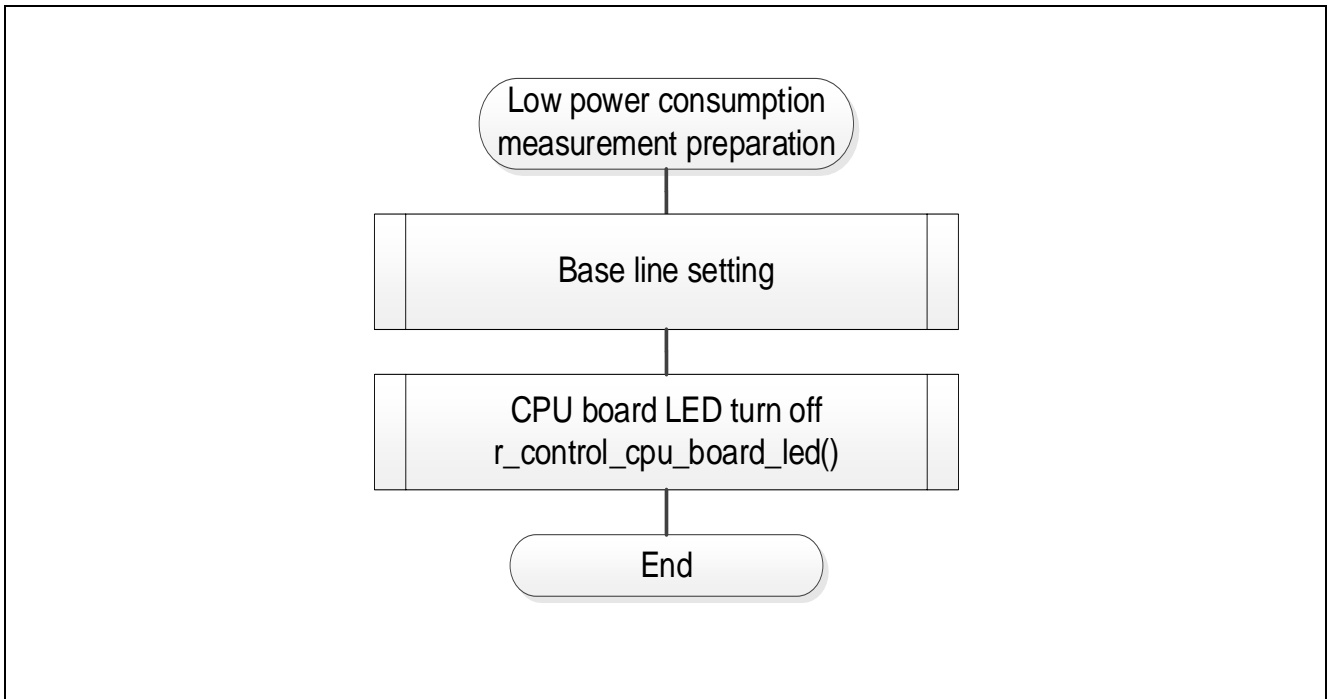 Low power consumption
measurement preparation
Base line setting
CPU board LED turn off
r_control_cpu_board_led()
End